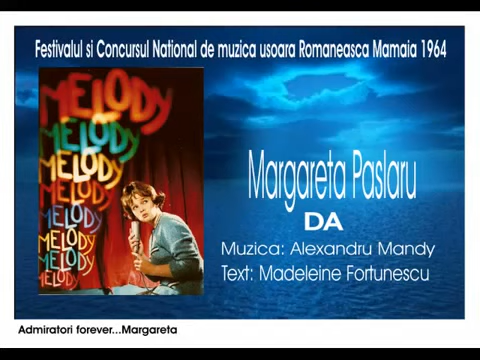 Festivalul si Concursul National de muzica usoara Romaneasca Mamaia 1964
MELODY
MELODY
MELODY
MELODY
MELODY
MELODY
MELODY
MELODY
Margareta Paslaru
DA
Muzica: Alexandru Mandy
Text: Madeleine Fortunescu
Admiratori forever...Margareta